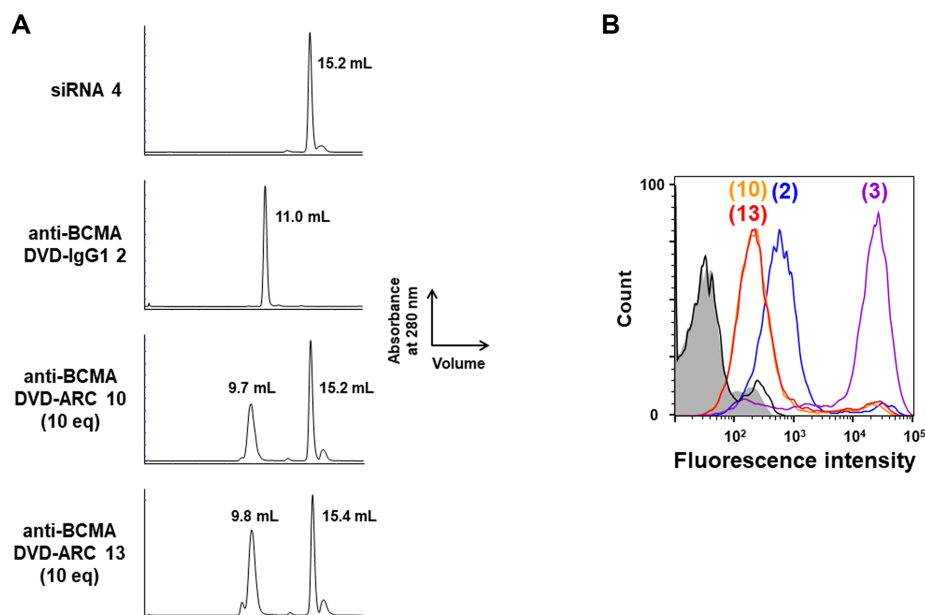 A
siRNA 4
15.2 mL
anti-BCMA
DVD-IgG1 2
11.0 mL
anti-BCMA
DVD-ARC 10
(10 eq)
9.7 mL
15.2 mL
anti-BCMA
DVD-ARC 13
(10 eq)
9.8 mL
15.4 mL
Absorbance
at 280 nm
Volume
B
100
0
Count
(10)
(13)
(2)
(3)
10² 10³ 10⁴ 10⁵
Fluorescence intensity